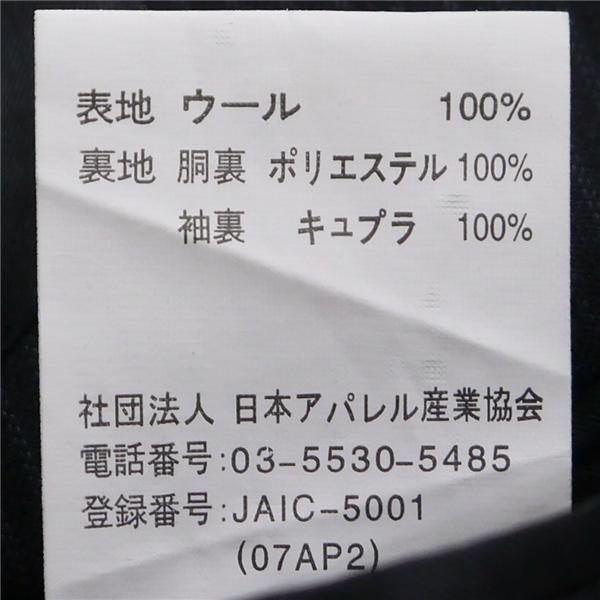 表地 ウール 100%
裏地 胴裏 ポリエステル 100%
袖裏 キュプラ 100%
社団法人 日本アパレル産業協会
電話番号:03-5530-5485
登録番号:JAIC-5001
(07AP2)